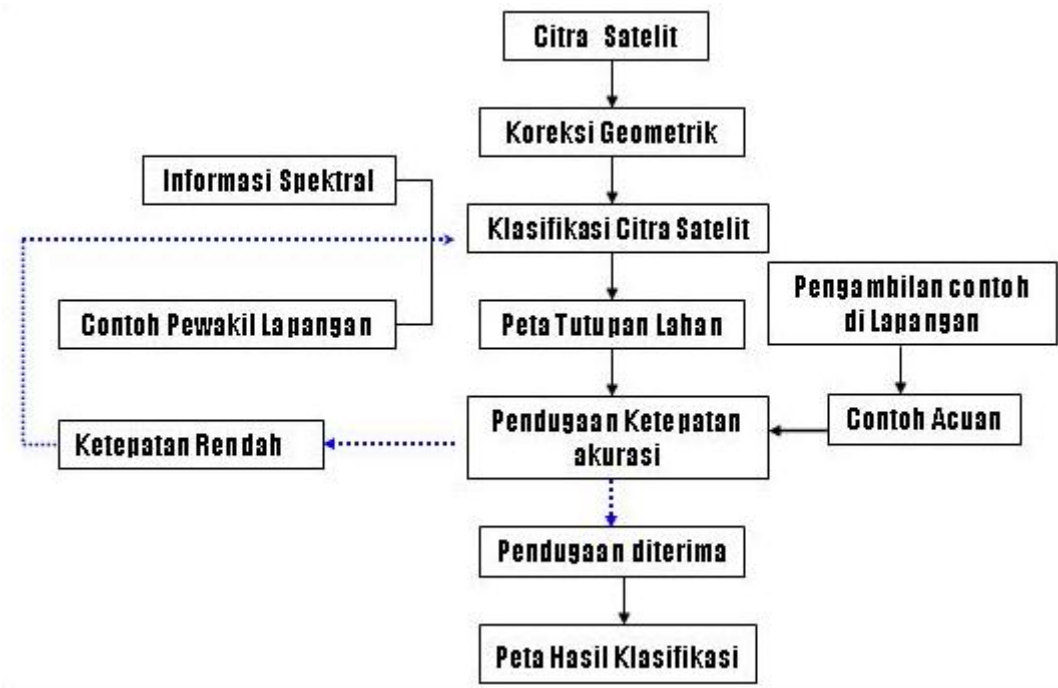 Citra Satelit
Koreksi Geometrik
Informasi Spektral
Klasifikasi Citra Satelit
Pengambilan contoh
di Lapangan
Contoh Pewakil Lapangan
Peta Tutupan Lahan
Contoh Acuan
Pendugaan Ketepatan
akurasi
Ketepatan Rendah
Pendugaan diterima
Peta Hasil Klasifikasi